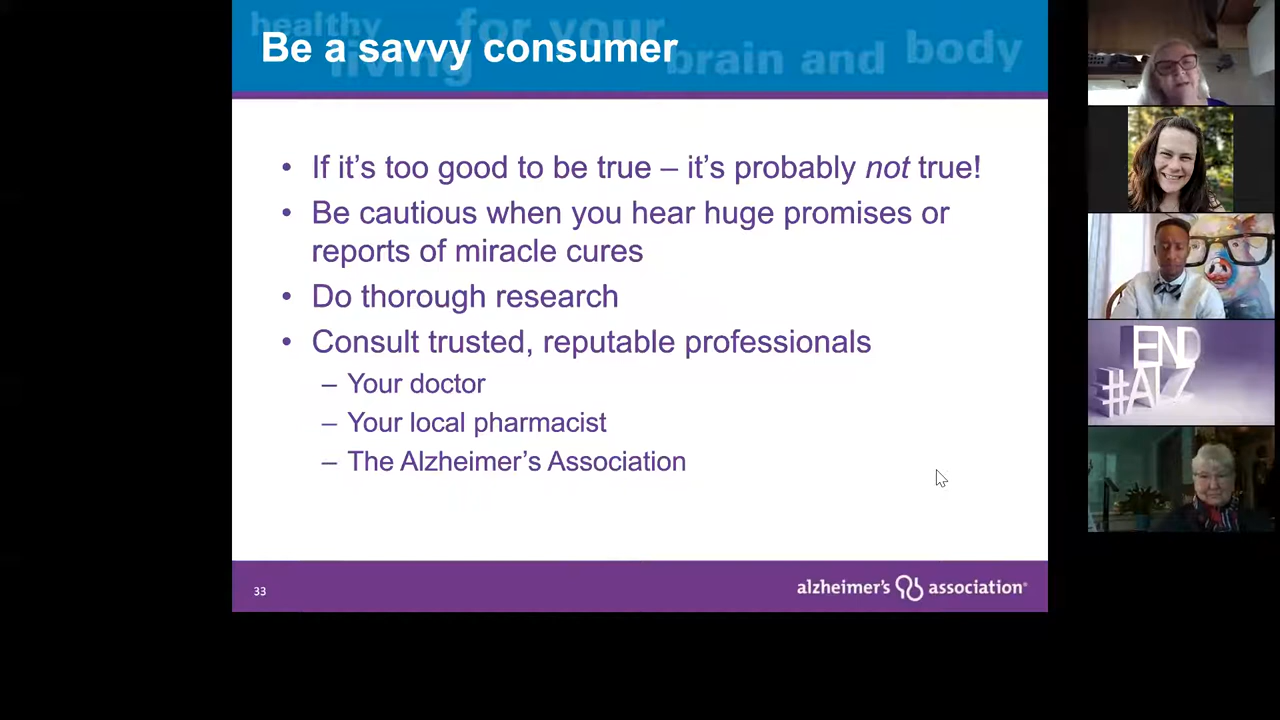 healthy for your
living brain and body
Be a savvy consumer
• If it’s too good to be true – it’s probably not true!
• Be cautious when you hear huge promises or
reports of miracle cures
• Do thorough research
• Consult trusted, reputable professionals
– Your doctor
– Your local pharmacist
– The Alzheimer’s Association
33
alzheimer’s association®
END
#ALZ